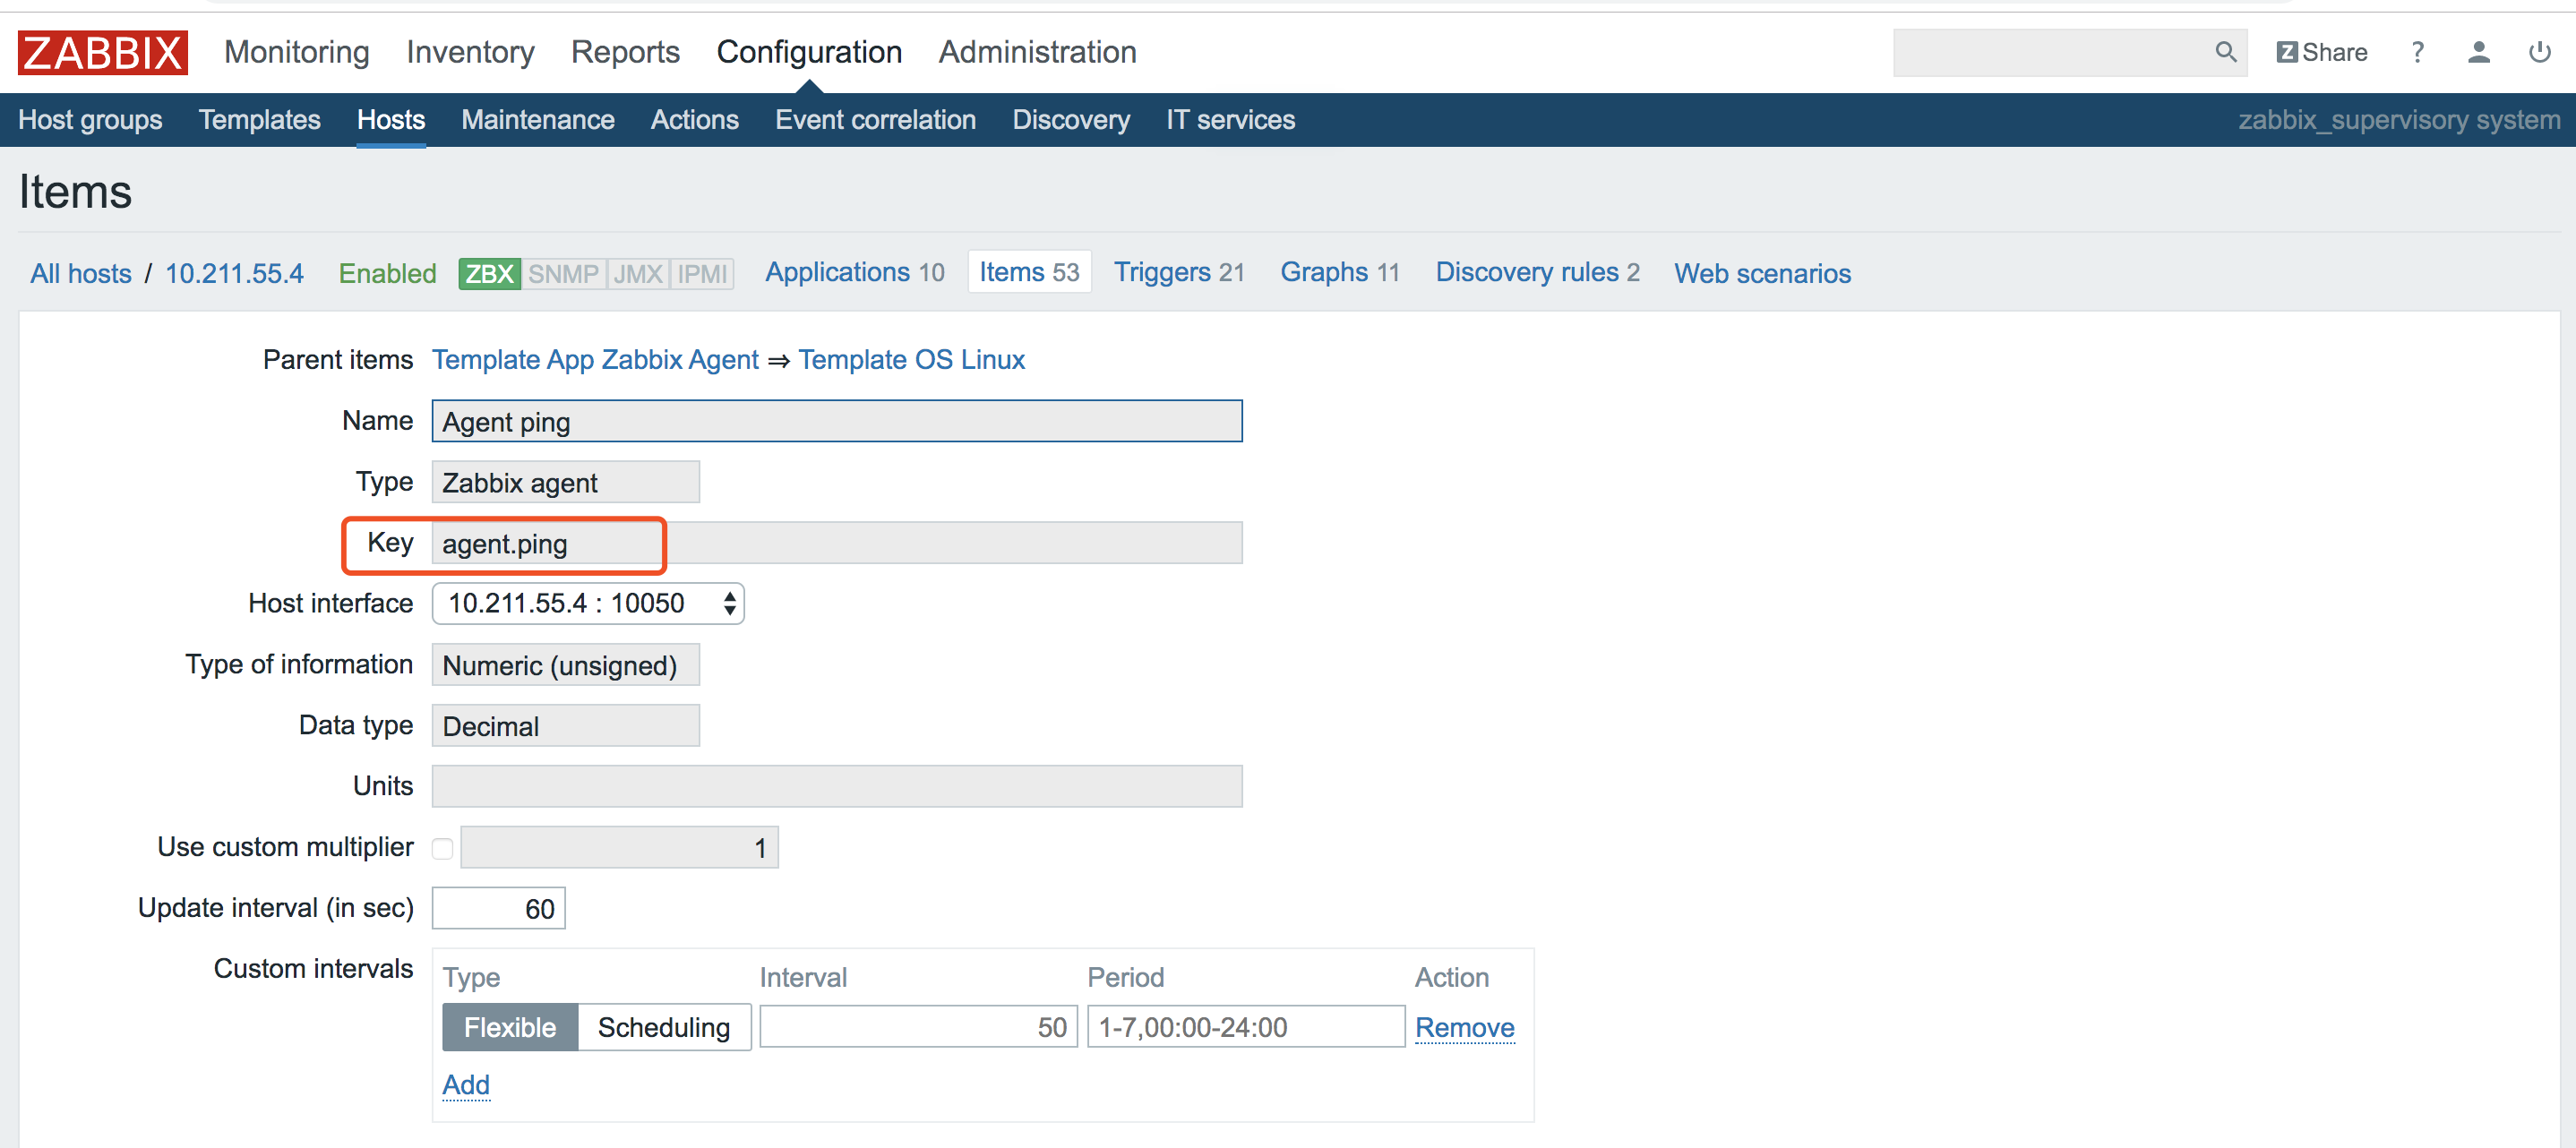 ZABBIX Monitoring Inventory Reports Configuration Administration Z Share ?
Host groups Templates Hosts Maintenance Actions Event correlation Discovery IT services zabbix_supervisory system
Items
All hosts / 10.211.55.4 Enabled ZBX SNMP JMX IPMI Applications 10 Items 53 Triggers 21 Graphs 11 Discovery rules 2 Web scenarios
Parent items Template App Zabbix Agent ⇒ Template OS Linux
Name Agent ping
Type Zabbix agent
Key agent.ping
Host interface 10.211.55.4 : 10050
Type of information Numeric (unsigned)
Data type Decimal
Units
Use custom multiplier 1
Update interval (in sec) 60
Custom intervals Type Interval Period Action
Flexible Scheduling 50 1-7,00:00-24:00 Remove
Add